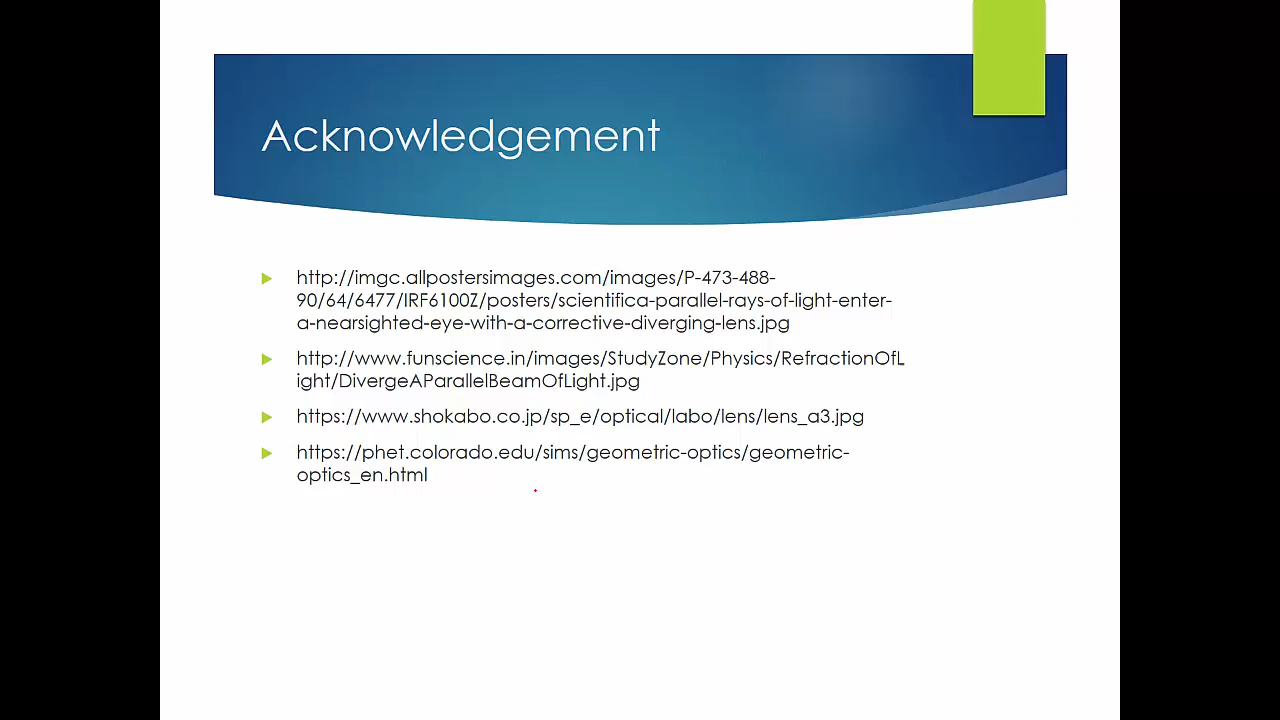 Acknowledgement
http://imgc.allpostersimages.com/images/P-473-488-
90/64/6477/IRF6100Z/posters/scientifica-parallel-rays-of-light-enter-
a-nearsighted-eye-with-a-corrective-diverging-lens.jpg
http://www.funscience.in/images/StudyZone/Physics/RefractionOfL
ight/DivergeAParallelBeamOfLight.jpg
https://www.shokabo.co.jp/sp_e/optical/labo/lens/lens_a3.jpg
https://phet.colorado.edu/sims/geometric-optics/geometric-
optics_en.html